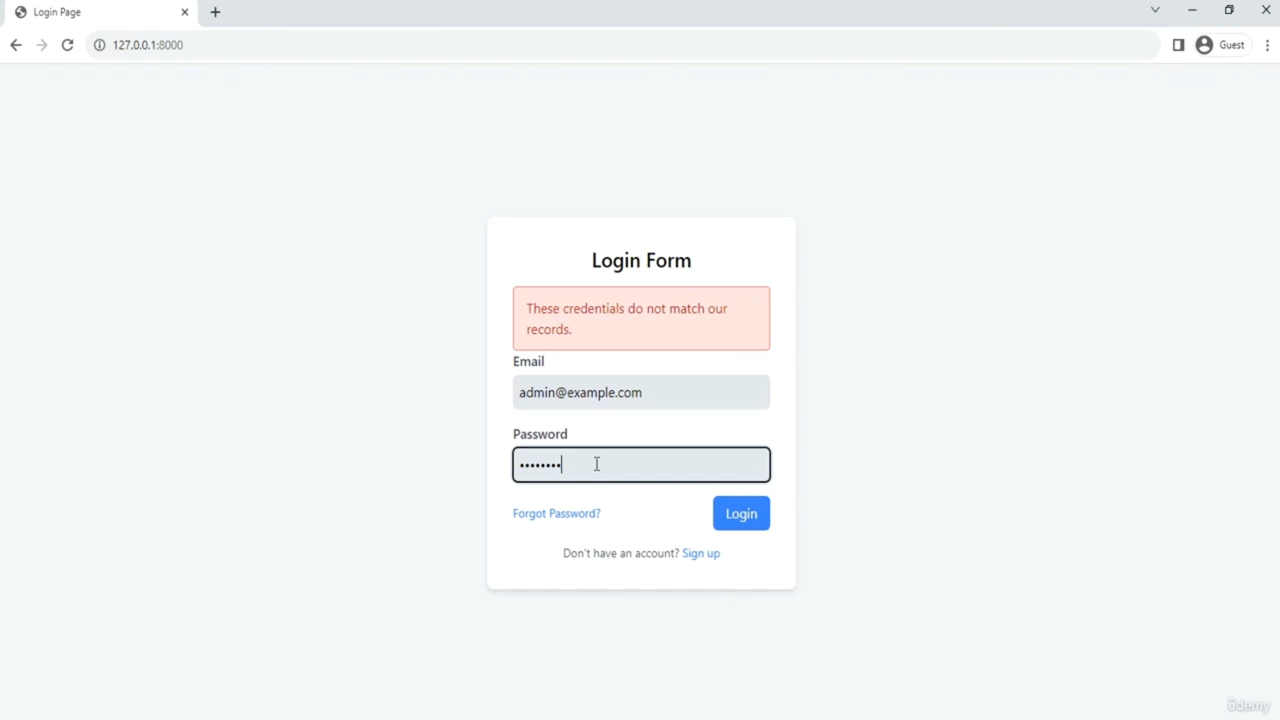 Login Page
127.0.0.1:8000
Guest
Login Form
These credentials do not match our
records.
Email
admin@example.com
Password
••••••••
Forgot Password?
Login
Don't have an account? Sign up
ûdemy